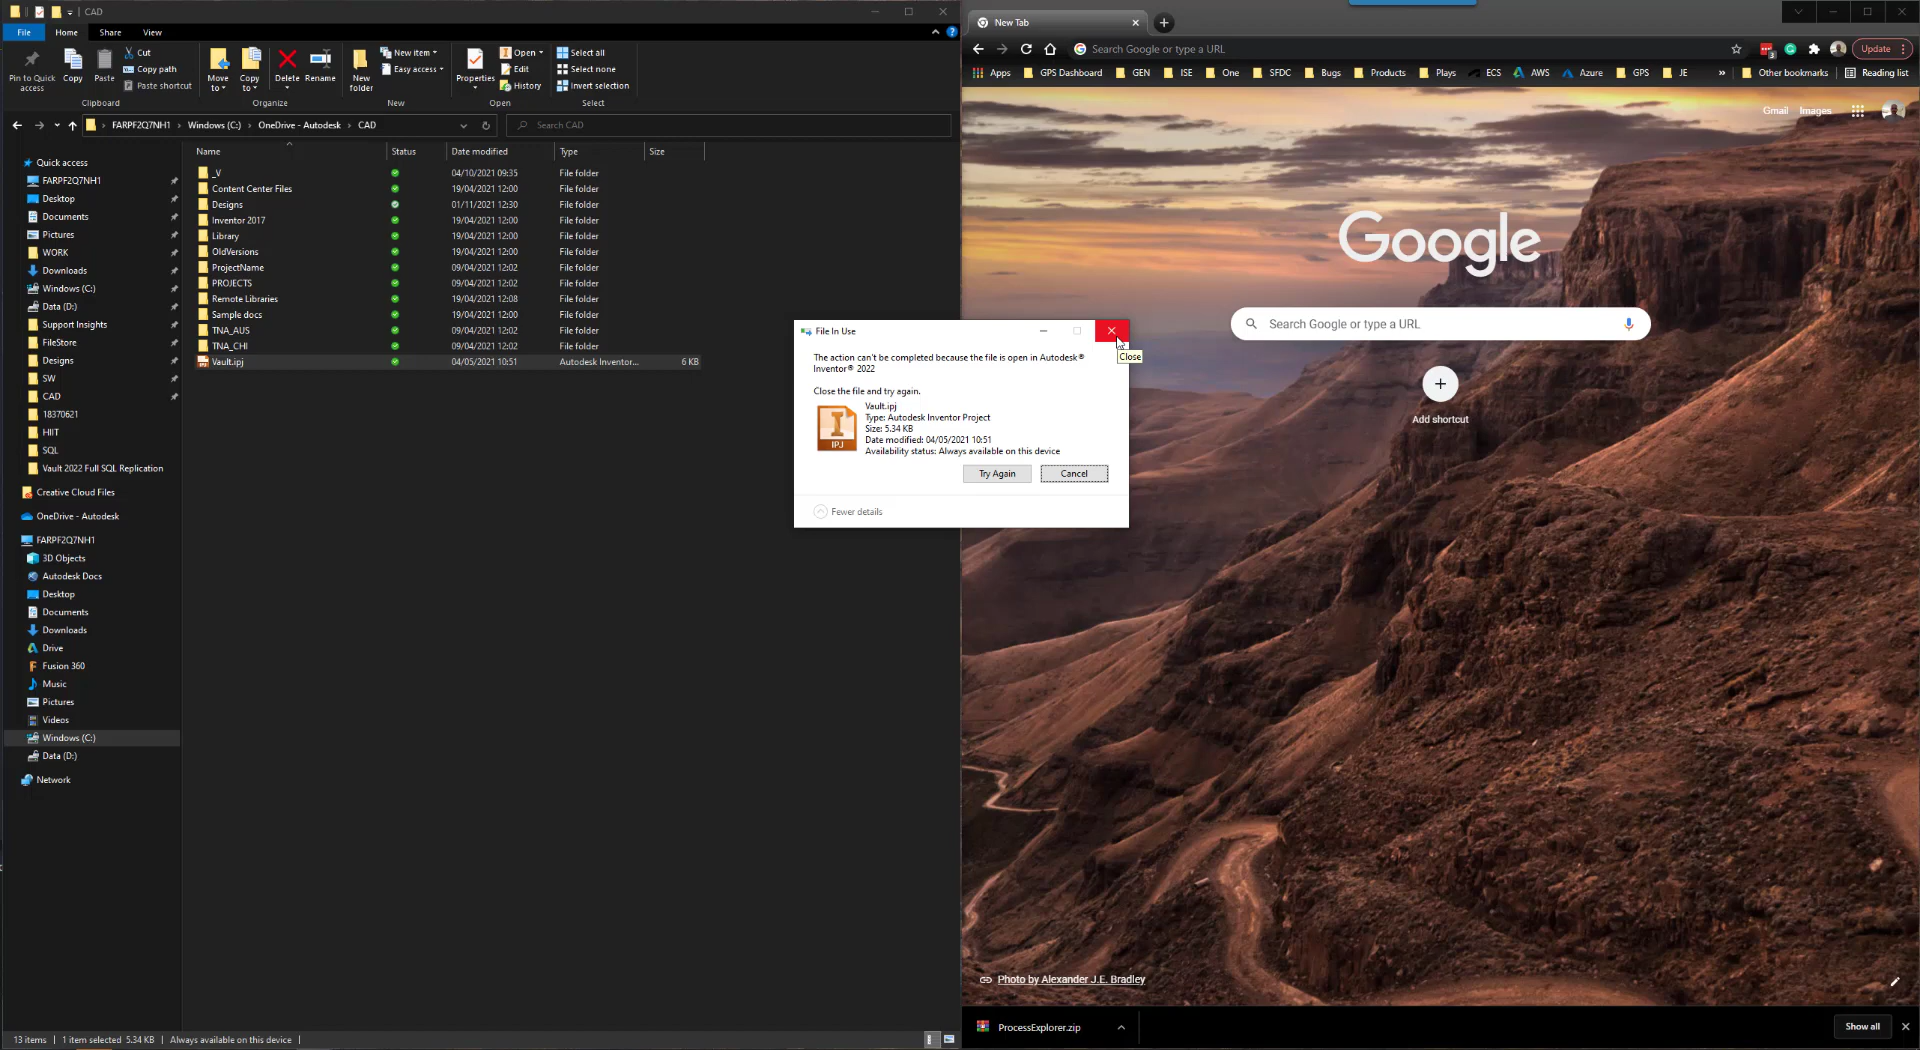 CAD
File Home Share View
Pin to Quick access
Copy
Paste
Cut
Copy path
Paste shortcut
Clipboard
Move to
Copy to
Delete
Rename
Organize
New folder
New item
Easy access
New
Properties
Open
Edit
History
Open
Select all
Select none
Invert selection
Select
FARPF2Q7NH1 › Windows (C:) › OneDrive - Autodesk › CAD
Search CAD
Name Status Date modified Type Size
_V 04/10/2021 09:35 File folder
Content Center Files 19/04/2021 12:00 File folder
Designs 01/11/2021 12:30 File folder
Inventor 2017 19/04/2021 12:00 File folder
Library 19/04/2021 12:00 File folder
OldVersions 19/04/2021 12:00 File folder
ProjectName 09/04/2021 12:02 File folder
PROJECTS 09/04/2021 12:02 File folder
Remote Libraries 19/04/2021 12:08 File folder
Sample docs 19/04/2021 12:00 File folder
TNA_AUS 09/04/2021 12:02 File folder
TNA_CHI 09/04/2021 12:02 File folder
Vault.ipj 04/05/2021 10:51 Autodesk Inventor... 6 KB
Quick access
FARPF2Q7NH1
Desktop
Documents
Pictures
WORK
Downloads
Windows (C:)
Data (D:)
Support Insights
FileStore
Designs
SW
CAD
18370621
HIIT
SQL
Vault 2022 Full SQL Replication
Creative Cloud Files
OneDrive - Autodesk
FARPF2Q7NH1
3D Objects
Autodesk Docs
Desktop
Documents
Downloads
Drive
Fusion 360
Music
Pictures
Videos
Windows (C:)
Data (D:)
Network
13 items 1 item selected 5.34 KB Always available on this device
File In Use
Close
The action can't be completed because the file is open in Autodesk®
Inventor® 2022
Close the file and try again.
IPJ
Vault.ipj
Type: Autodesk Inventor Project
Size: 5.34 KB
Date modified: 04/05/2021 10:51
Availability status: Always available on this device
Try Again Cancel
Fewer details
New Tab
Search Google or type a URL
3
Update
Apps GPS Dashboard GEN ISE One SFDC Bugs Products Plays ECS AWS Azure GPS JE » Other bookmarks Reading list
Gmail Images
Google
Search Google or type a URL
Add shortcut
Photo by Alexander J.E. Bradley
ProcessExplorer.zip
Show all